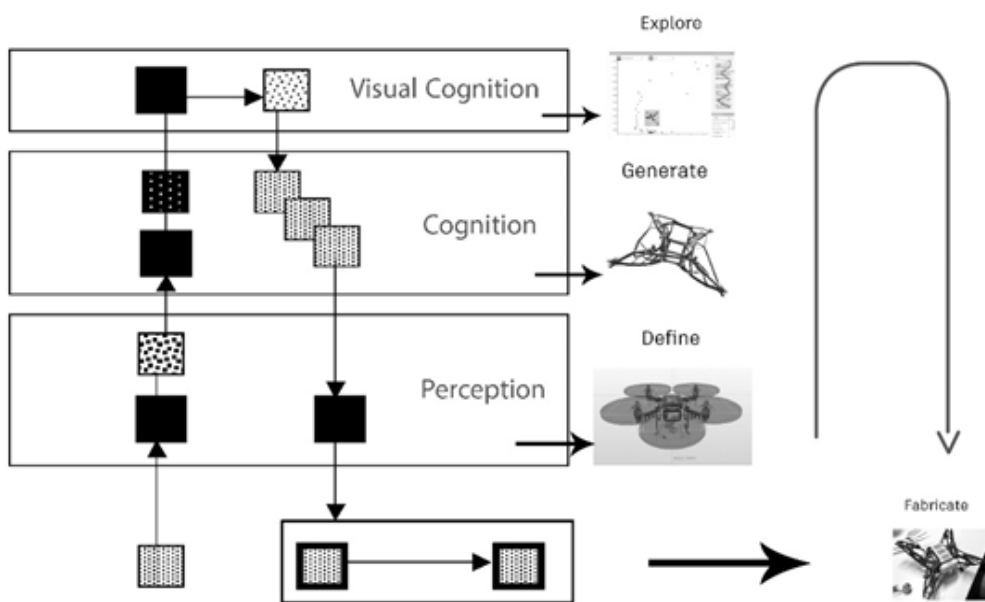 Explore
Visual Cognition
Generate
Cognition
Define
Perception
Fabricate